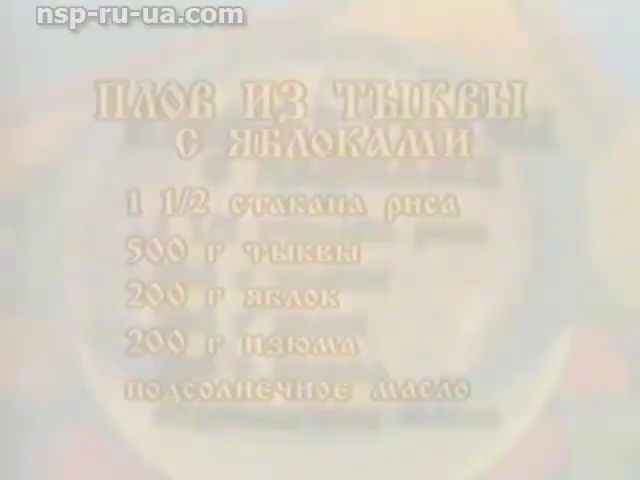 nsp-ru-ua.com
ПЛОВ ИЗ ТЫКВЫ
С ЯБЛОКАМИ
1 1/2 стакана риса
500 г тыквы
200 г яблок
200 г изюма
подсолнечное масло